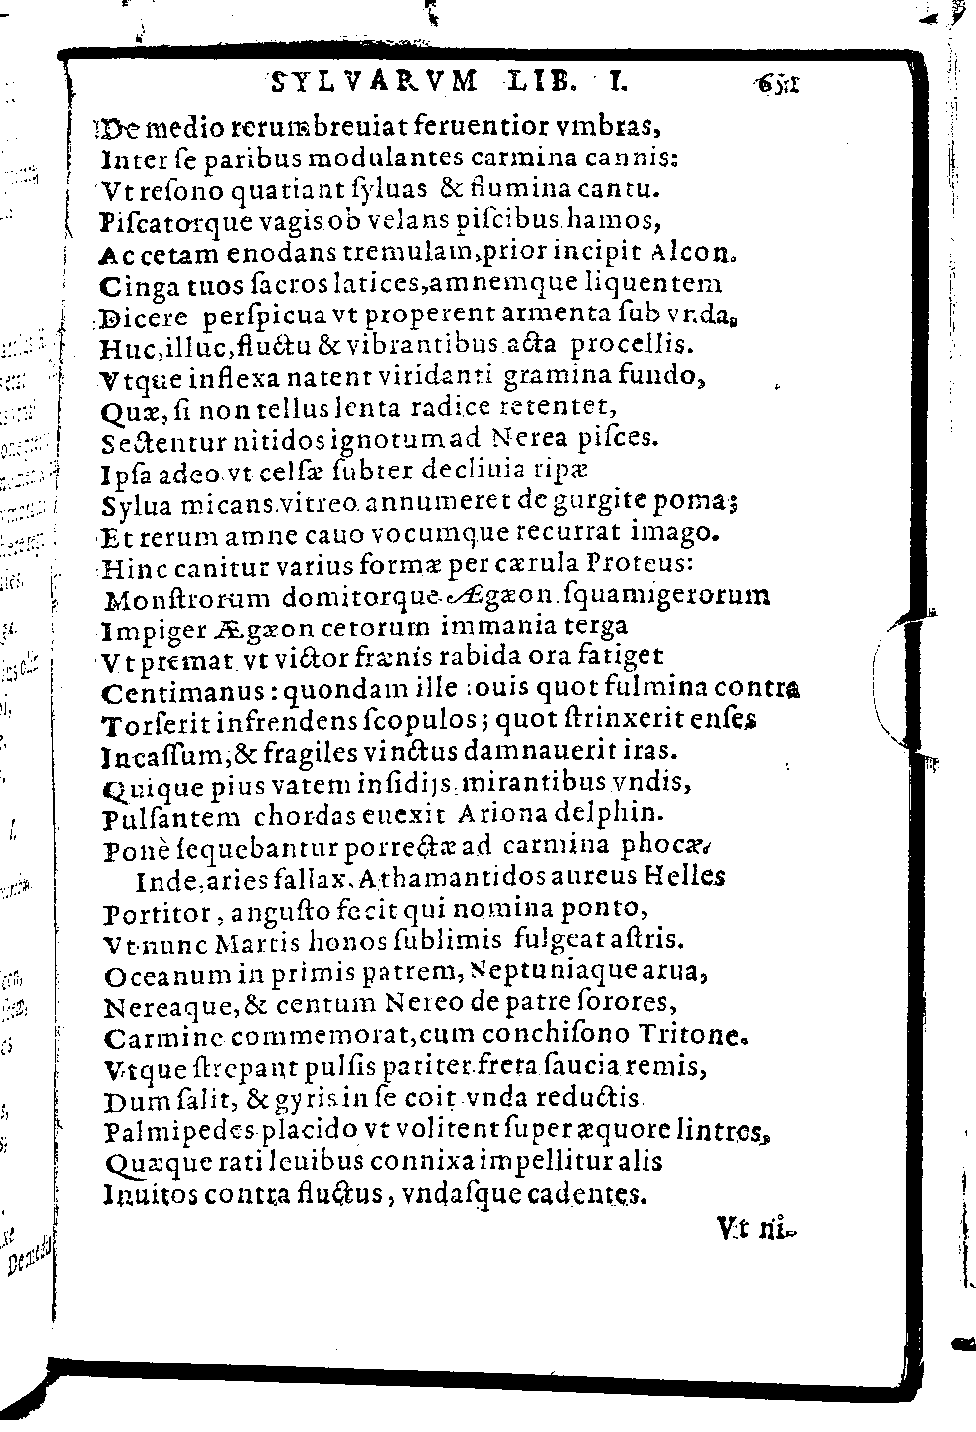 SYLVARVM LIB. I.
De medio rerum breuiat feruentior vmbras,
Inter ſe paribus modulantes carmina cannis:
Vt reſono quatiant ſyluas & flumina cantu.
Piſcatorque vagis ob velans piſcibus hamos,
Ac cetam enodans tremulam, prior incipit Alcon.
Cinga tuos ſacros latices, amnemque liquentem
Dicere perſpicua vt properent armenta ſub vnda,
Huc, illuc, fluctu & vibrantibus acta procellis.
Vtque inflexa natent viridanti gramina fundo,
Quæ, ſi non tellus lenta radice retentet,
Sectentur nitidos ignotum ad Nerea piſces.
Ipſa adeo vt celſæ ſubter decliuia ripæ
Sylua micans vitreo annumeret de gurgite poma;
Et rerum amne cauo vocumque recurrat imago.
Hinc canitur varius formæ per cærula Proteus:
Monſtrorum domitorque Ægæon ſquamigerorum
Impiger Ægæon cetorum immania terga
Vt premat vt victor frænis rabida ora fatiget
Centimanus: quondam ille iouis quot fulmina contra
Torſerit infrendens ſcopulos; quot ſtrinxerit enſes
Incaſſum, & fragiles vinctus damnauerit iras.
Quique pius vatem inſidijs mirantibus vndis,
Pulſantem chordas euexit Ariona delphin.
Ponè ſequebantur porrectæ ad carmina phocæ.
Inde aries fallax Athamantidos aureus Helles
Portitor, anguſto fecit qui nomina ponto,
Vt nunc Martis honos ſublimis fulgeat aſtris.
Oceanum in primis patrem, Neptuniaque arua,
Nereaque, & centum Nereo de patre ſorores,
Carmine commemorat, cum conchiſono Tritone.
Vtque ſtrepant pulſis pariter freta ſaucia remis,
Dum ſalit, & gyris in ſe coit vnda reductis
Palmipedes placido vt volitent ſuper æquore lintres,
Quæque rati leuibus connixa impellitur alis
Inuitos contra fluctus, vndaſque cadentes.
Vt ni-